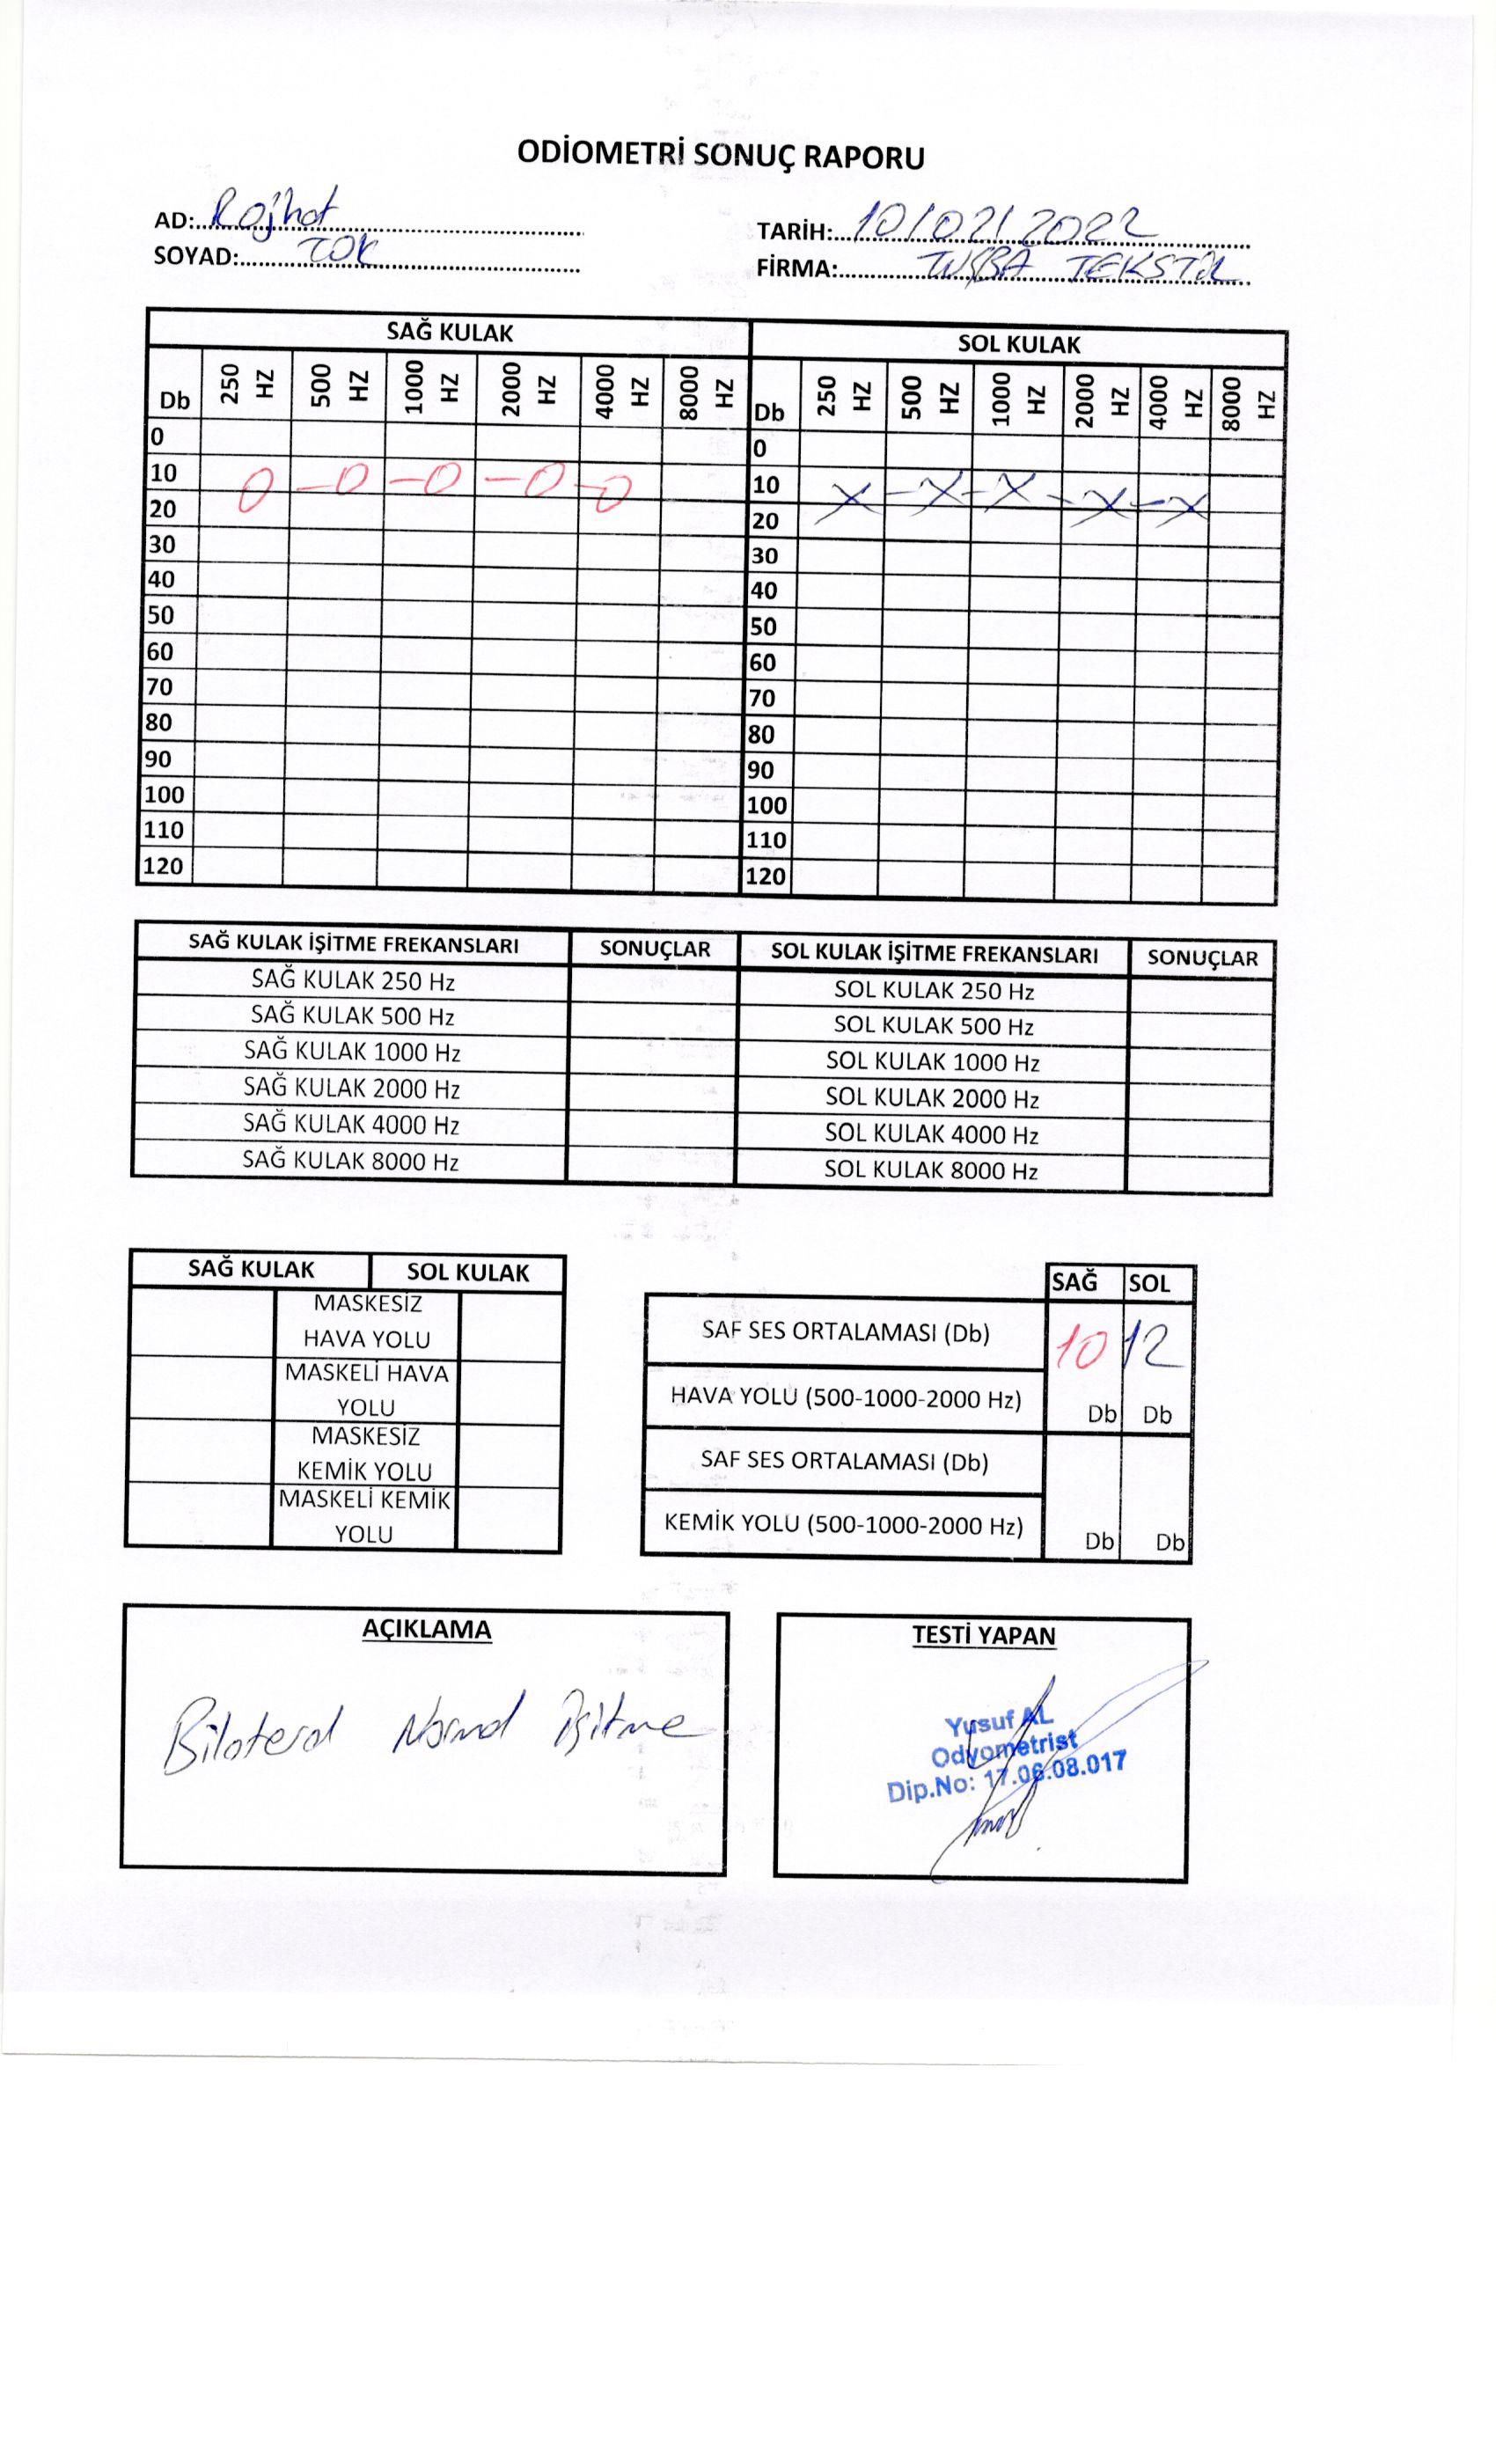 ODİOMETRİ SONUÇ RAPORU
AD: Rojhat
SOYAD: TOK
TARİH: 10/02/2022
FİRMA: TUĞBA TEKSTİL
SAĞ KULAK SOL KULAK
Db 250 HZ 500 HZ 1000 HZ 2000 HZ 4000 HZ 8000 HZ Db 250 HZ 500 HZ 1000 HZ 2000 HZ 4000 HZ 8000 HZ
0 0
10 O-O-O-O-O 10 X-X-X-X-X
20 20
30 30
40 40
50 50
60 60
70 70
80 80
90 90
100 100
110 110
120 120
SAĞ KULAK İŞİTME FREKANSLARI SONUÇLAR SOL KULAK İŞİTME FREKANSLARI SONUÇLAR
SAĞ KULAK 250 Hz SOL KULAK 250 Hz
SAĞ KULAK 500 Hz SOL KULAK 500 Hz
SAĞ KULAK 1000 Hz SOL KULAK 1000 Hz
SAĞ KULAK 2000 Hz SOL KULAK 2000 Hz
SAĞ KULAK 4000 Hz SOL KULAK 4000 Hz
SAĞ KULAK 8000 Hz SOL KULAK 8000 Hz
SAĞ KULAK SOL KULAK
MASKESİZ
HAVA YOLU
MASKELİ HAVA
YOLU
MASKESİZ
KEMİK YOLU
MASKELİ KEMİK
YOLU
SAĞ SOL
SAF SES ORTALAMASI (Db) 10 12
HAVA YOLU (500-1000-2000 Hz) Db Db
SAF SES ORTALAMASI (Db)
KEMİK YOLU (500-1000-2000 Hz) Db Db
AÇIKLAMA
Bilateral Normal İşitme
TESTİ YAPAN
Yusuf AL
Odyometrist
Dip.No: 17.06.08.017